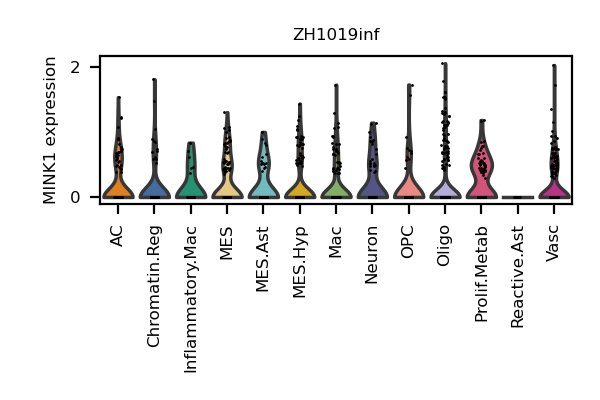 ZH1019inf
MINK1 expression
2
0
AC
Chromatin.Reg
Inflammatory.Mac
MES
MES.Ast
MES.Hyp
Mac
Neuron
OPC
Oligo
Prolif.Metab
Reactive.Ast
Vasc